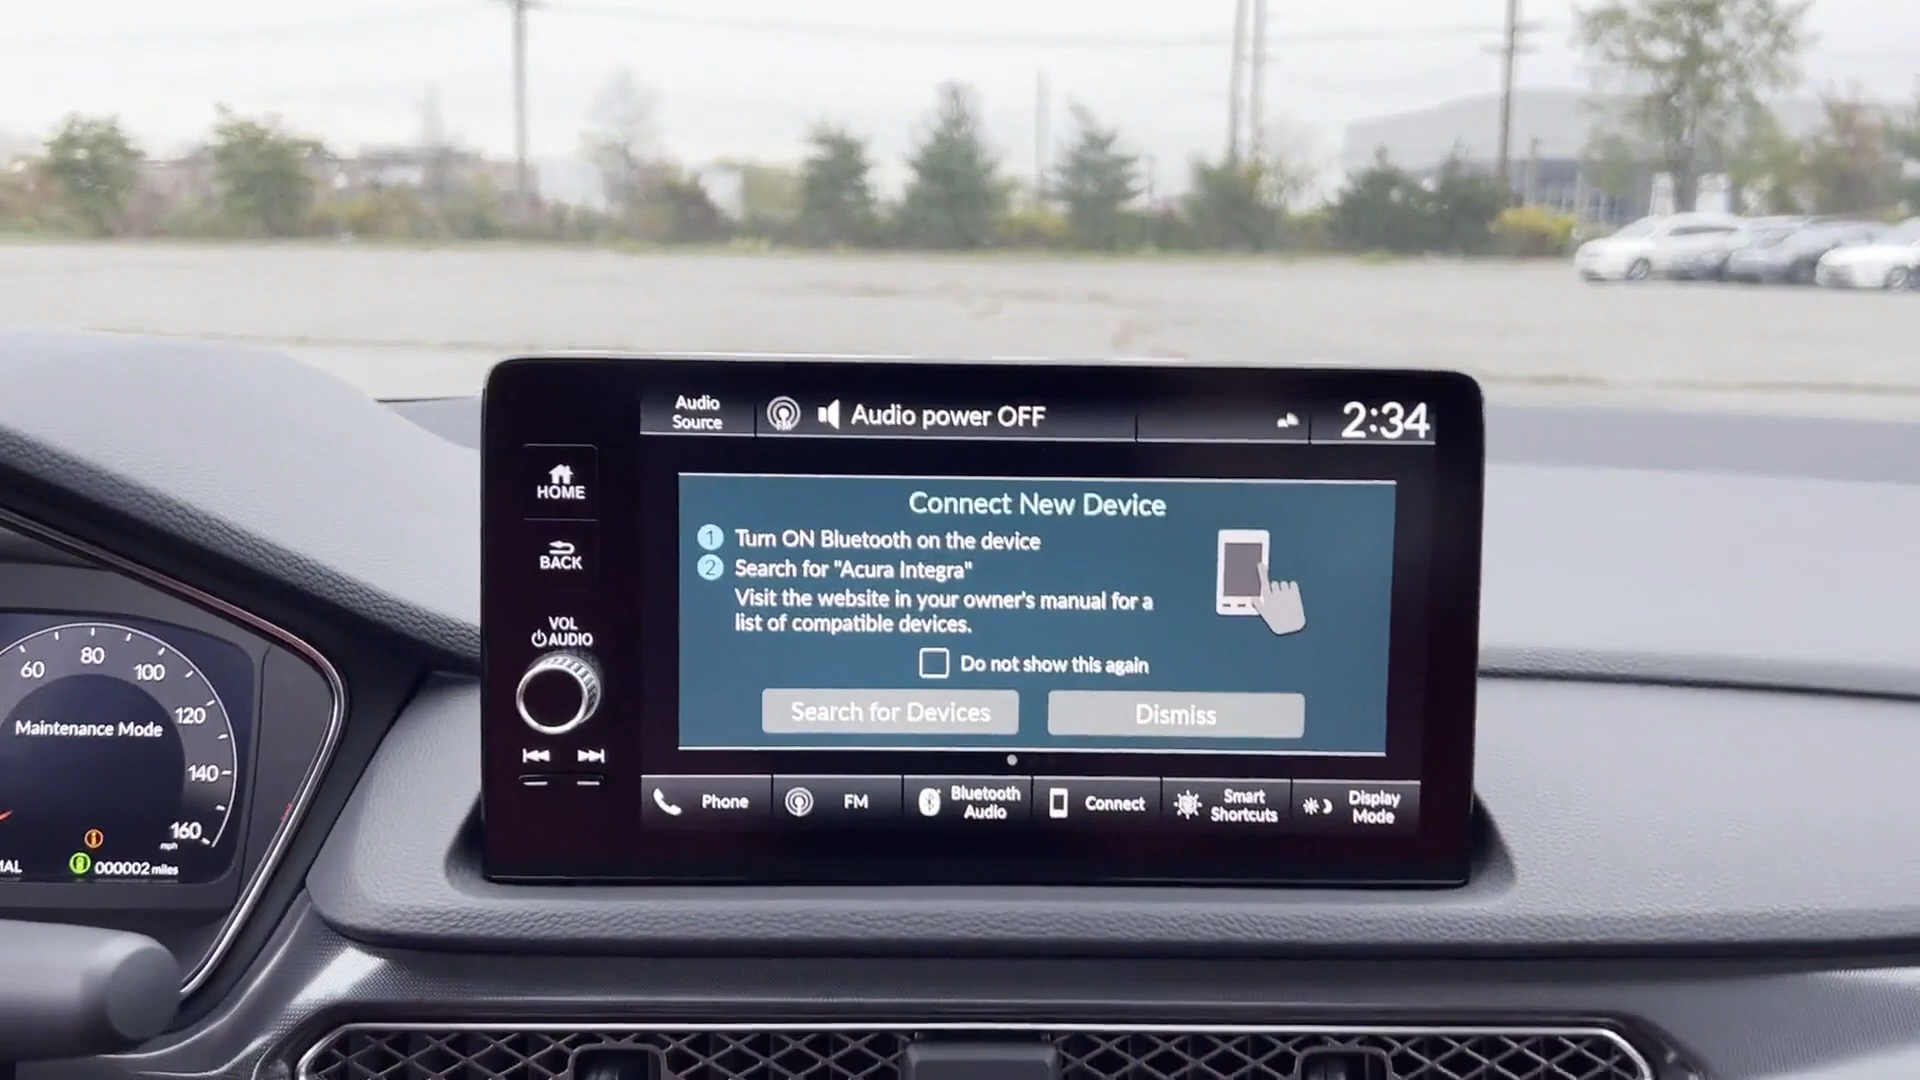 Audio
Source
FM
Audio power OFF
2:34
HOME
BACK
VOL
AUDIO
Connect New Device
1 Turn ON Bluetooth on the device
2 Search for "Acura Integra"
Visit the website in your owner's manual for a
list of compatible devices.
Do not show this again
Search for Devices
Dismiss
Phone
FM
Bluetooth
Audio
Connect
Smart
Shortcuts
Display
Mode
60
80
100
120
140
160
mph
Maintenance Mode
000002 miles